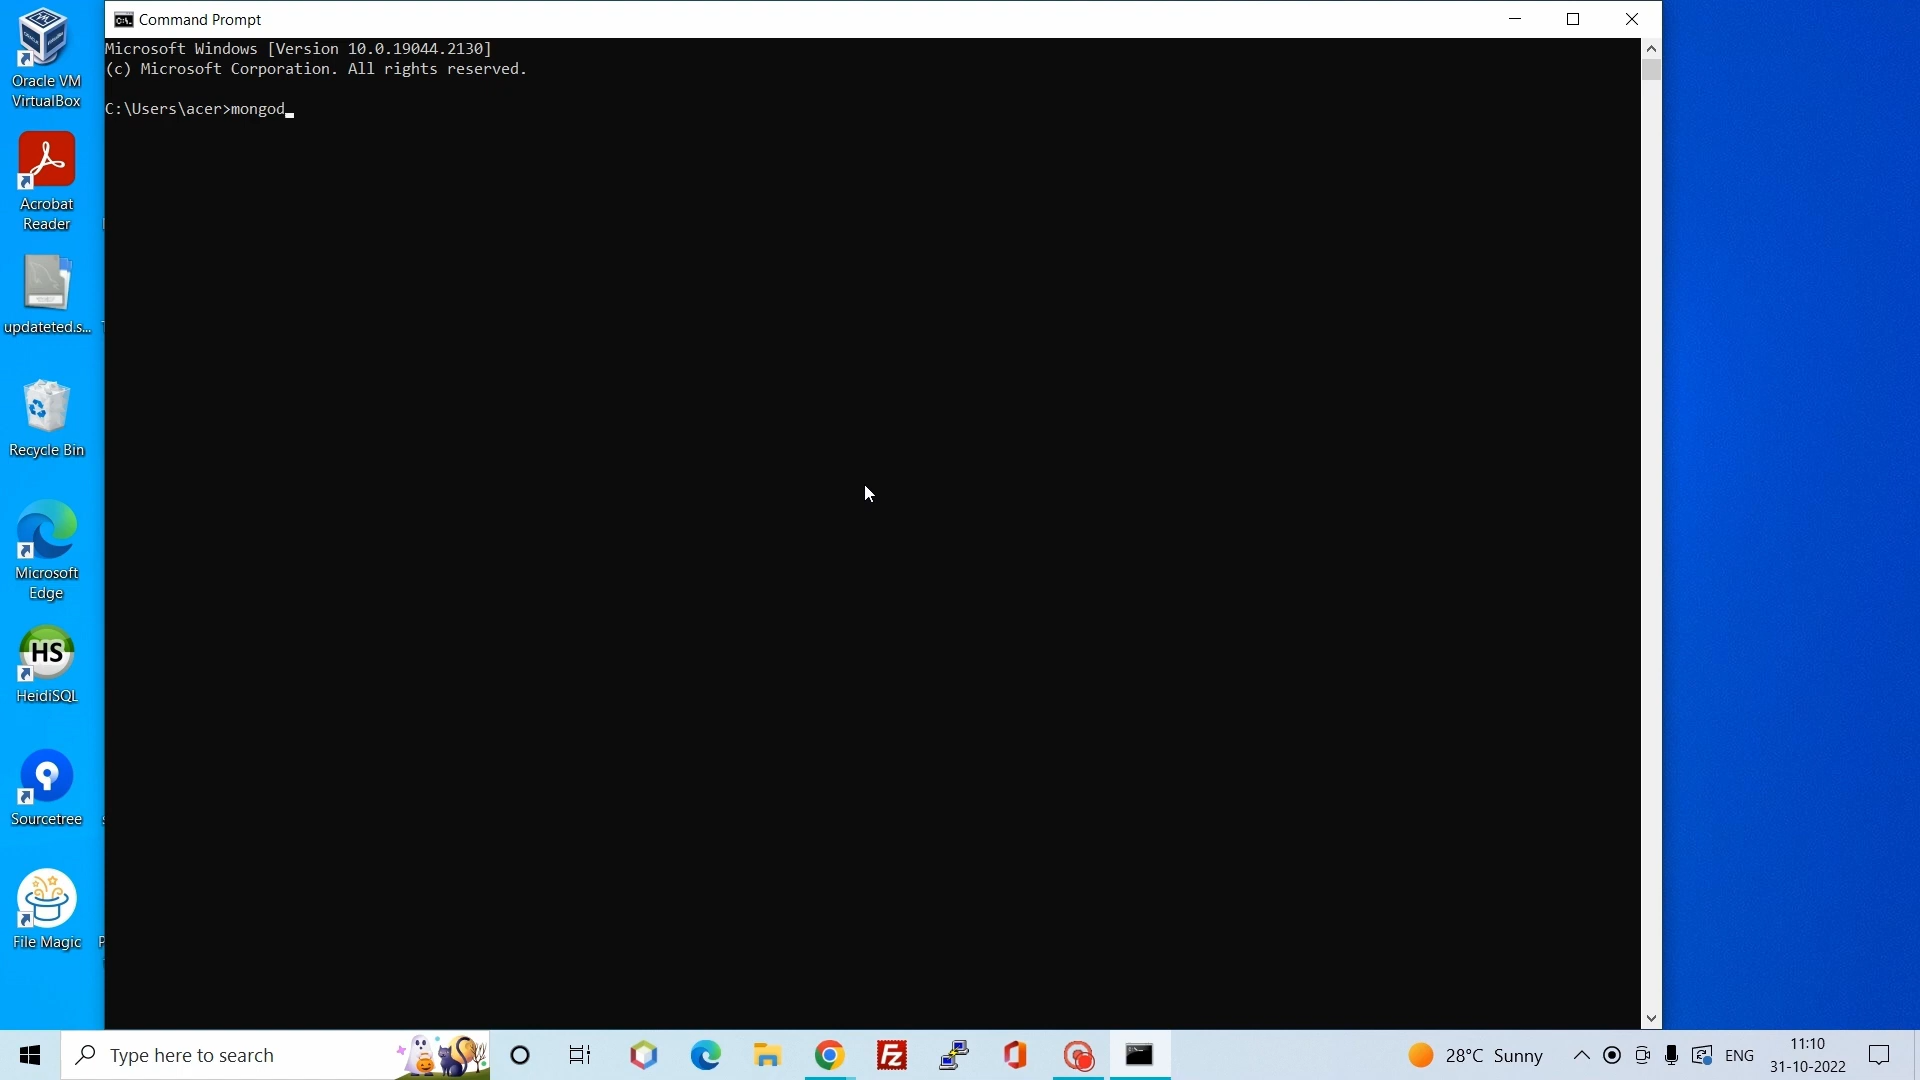 Command Prompt
Microsoft Windows [Version 10.0.19044.2130]
(c) Microsoft Corporation. All rights reserved.
C:\Users\acer>mongod
Oracle VM
VirtualBox
Acrobat
Reader
updateted.s...
Recycle Bin
Microsoft
Edge
HS
HeidiSQL
Sourcetree
File Magic
Type here to search
FZ
28°C Sunny
ENG
11:10
31-10-2022